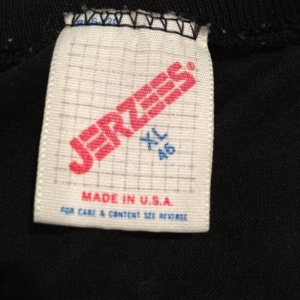 JERZEES
XL
46
MADE IN U.S.A.
FOR CARE & CONTENT SEE REVERSE